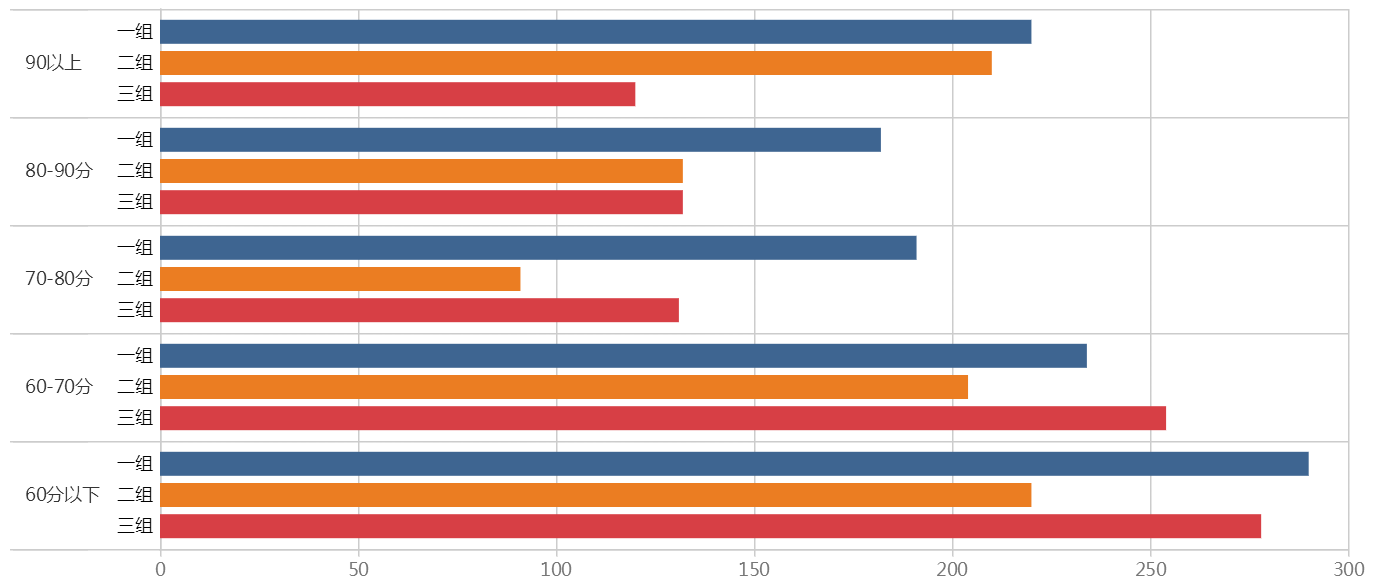 一组
90以上
二组
三组
一组
80-90分
二组
三组
一组
70-80分
二组
三组
一组
60-70分
二组
三组
一组
60分以下
二组
三组
0 50 100 150 200 250 300